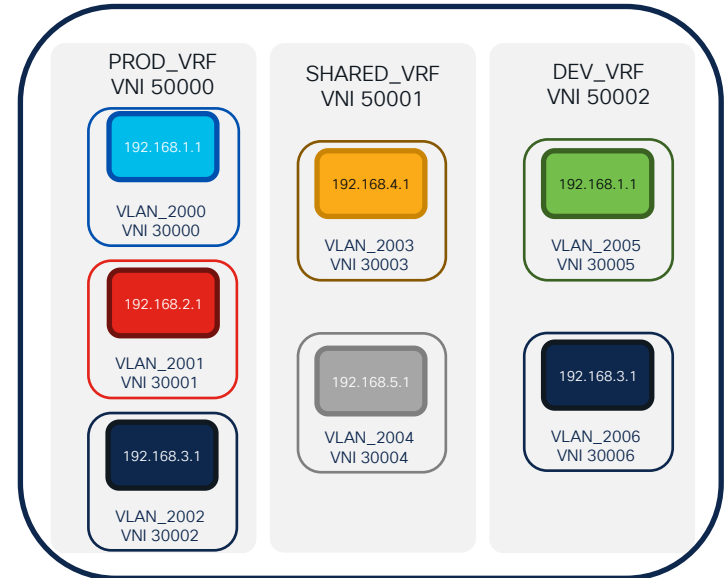 PROD_VRF
VNI 50000
192.168.1.1
VLAN_2000
VNI 30000
192.168.2.1
VLAN_2001
VNI 30001
192.168.3.1
VLAN_2002
VNI 30002
SHARED_VRF
VNI 50001
192.168.4.1
VLAN_2003
VNI 30003
192.168.5.1
VLAN_2004
VNI 30004
DEV_VRF
VNI 50002
192.168.1.1
VLAN_2005
VNI 30005
192.168.3.1
VLAN_2006
VNI 30006